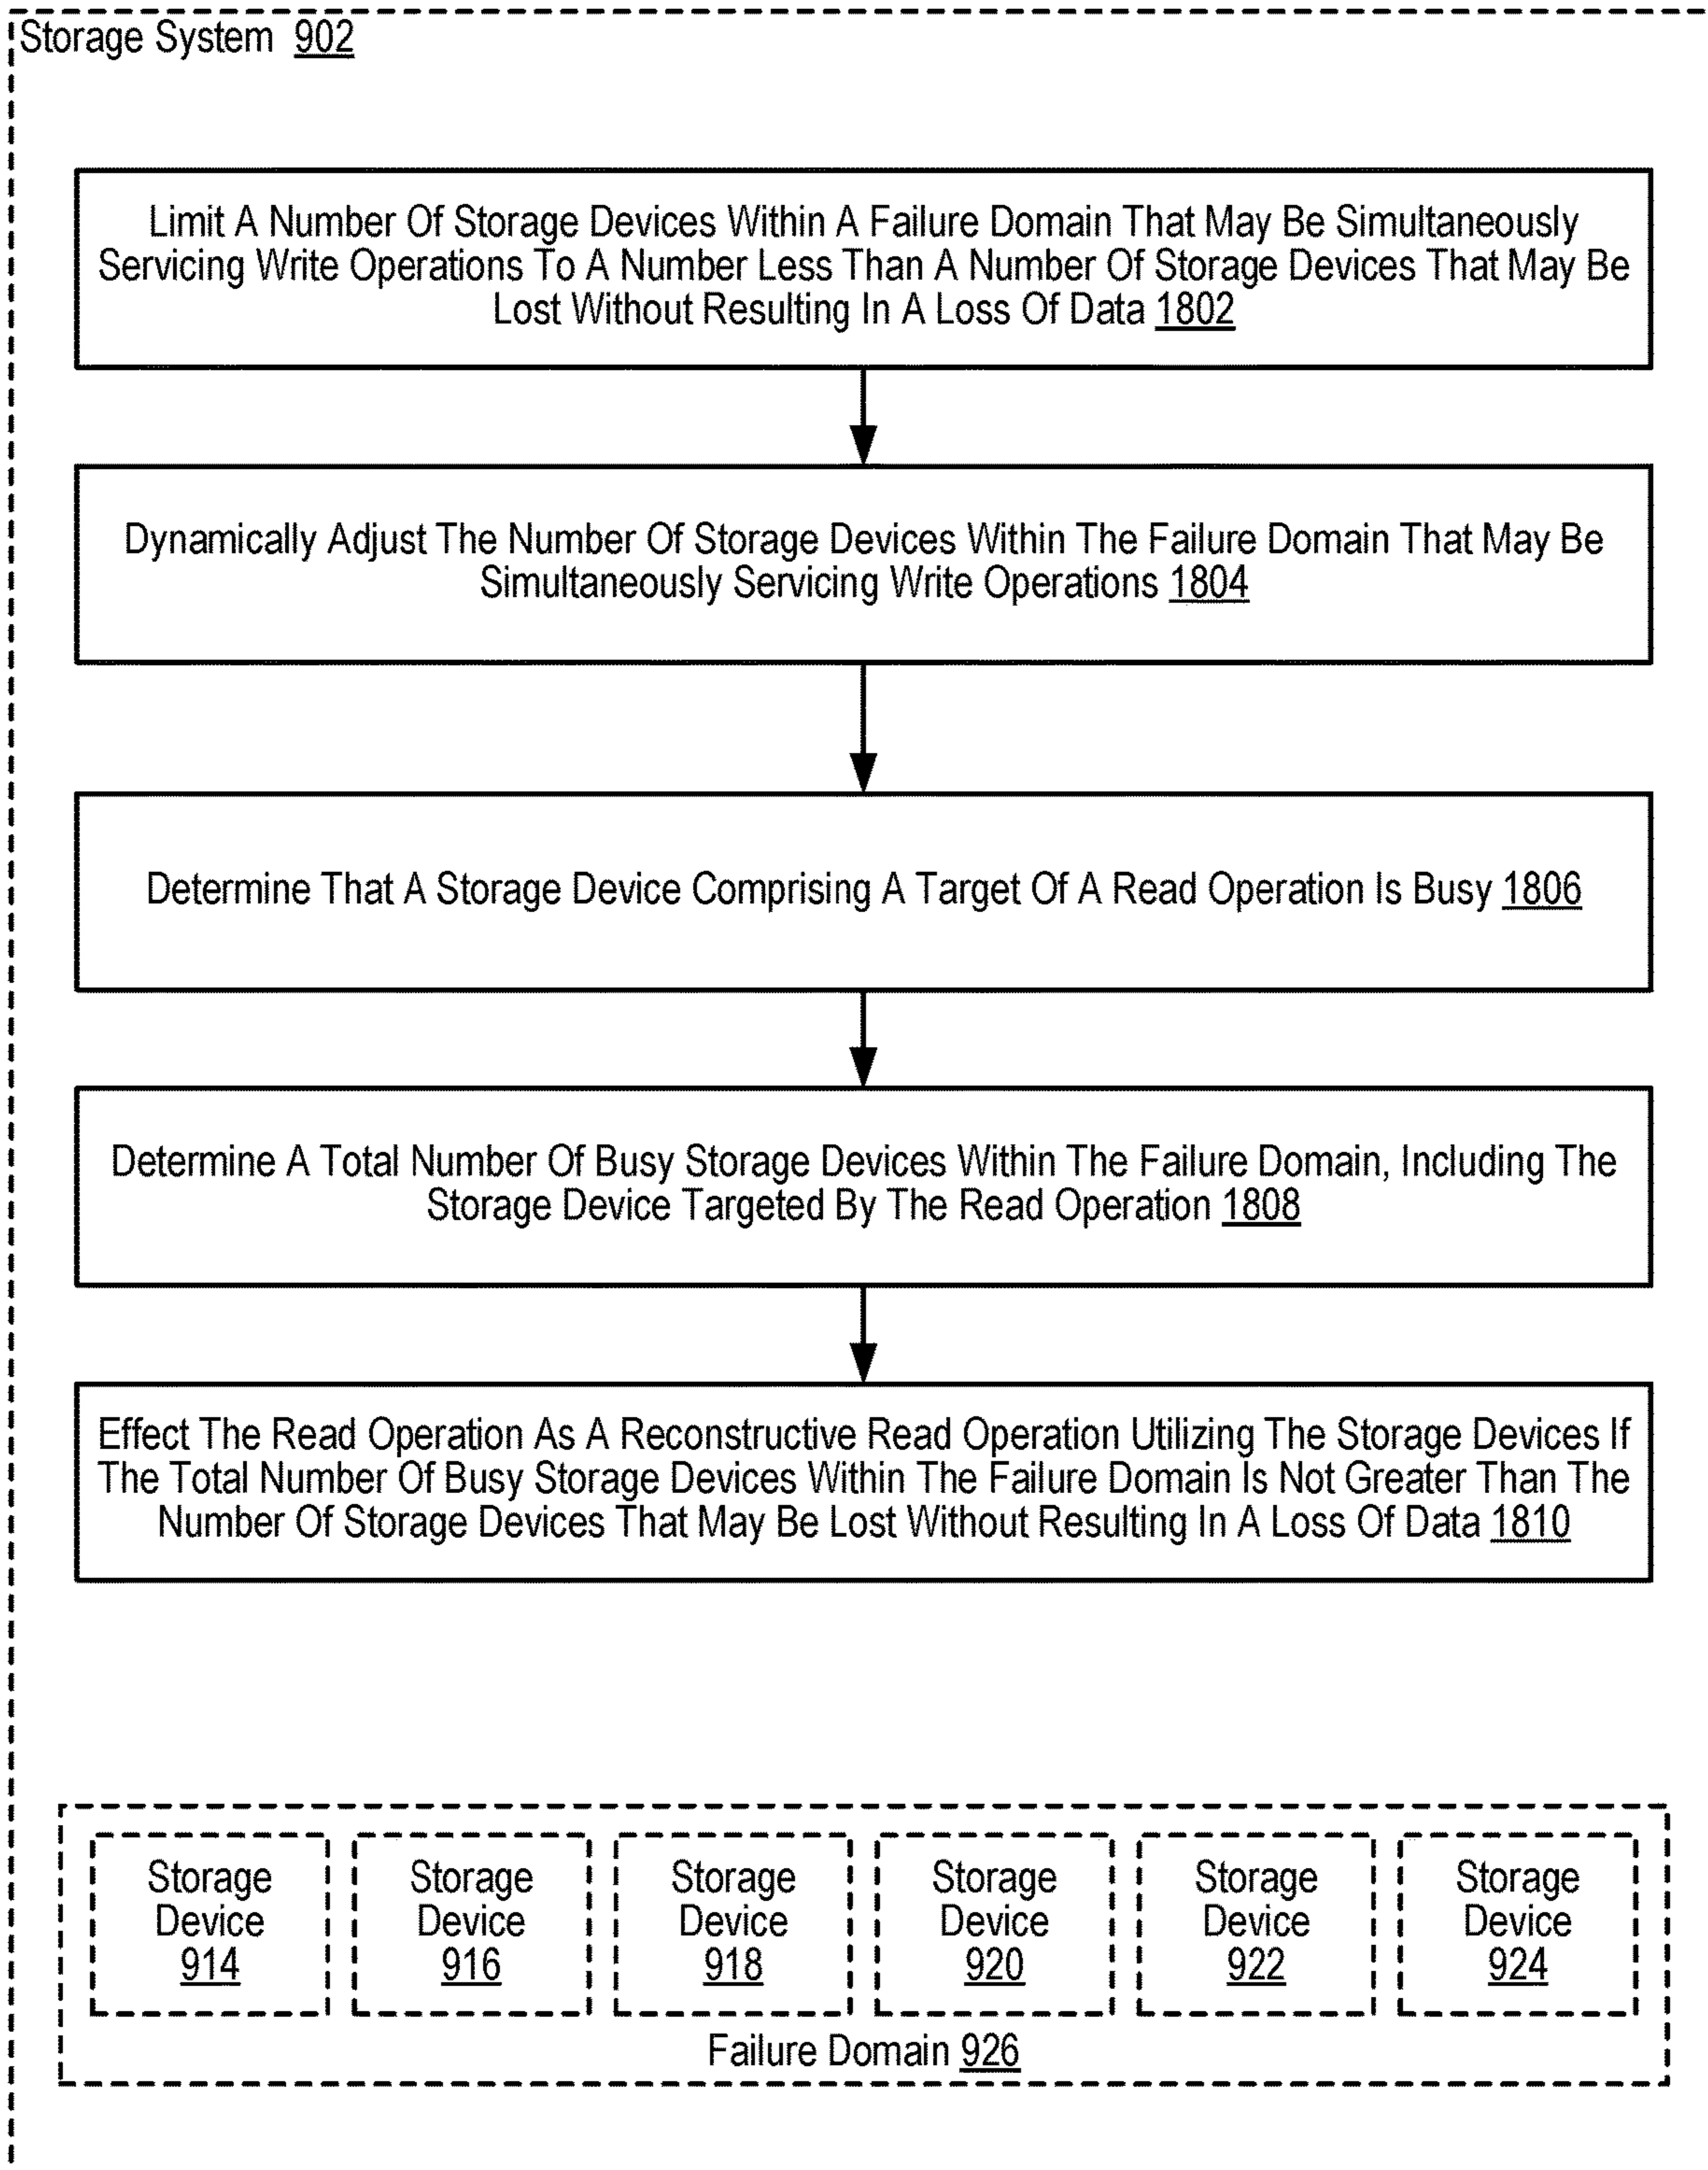 Storage System 902
Limit A Number Of Storage Devices Within A Failure Domain That May Be Simultaneously
Servicing Write Operations To A Number Less Than A Number Of Storage Devices That May Be
Lost Without Resulting In A Loss Of Data 1802
Dynamically Adjust The Number Of Storage Devices Within The Failure Domain That May Be
Simultaneously Servicing Write Operations 1804
Determine That A Storage Device Comprising A Target Of A Read Operation Is Busy 1806
Determine A Total Number Of Busy Storage Devices Within The Failure Domain, Including The
Storage Device Targeted By The Read Operation 1808
Effect The Read Operation As A Reconstructive Read Operation Utilizing The Storage Devices If
The Total Number Of Busy Storage Devices Within The Failure Domain Is Not Greater Than The
Number Of Storage Devices That May Be Lost Without Resulting In A Loss Of Data 1810
Storage
Device
914
Storage
Device
916
Storage
Device
918
Storage
Device
920
Storage
Device
922
Storage
Device
924
Failure Domain 926